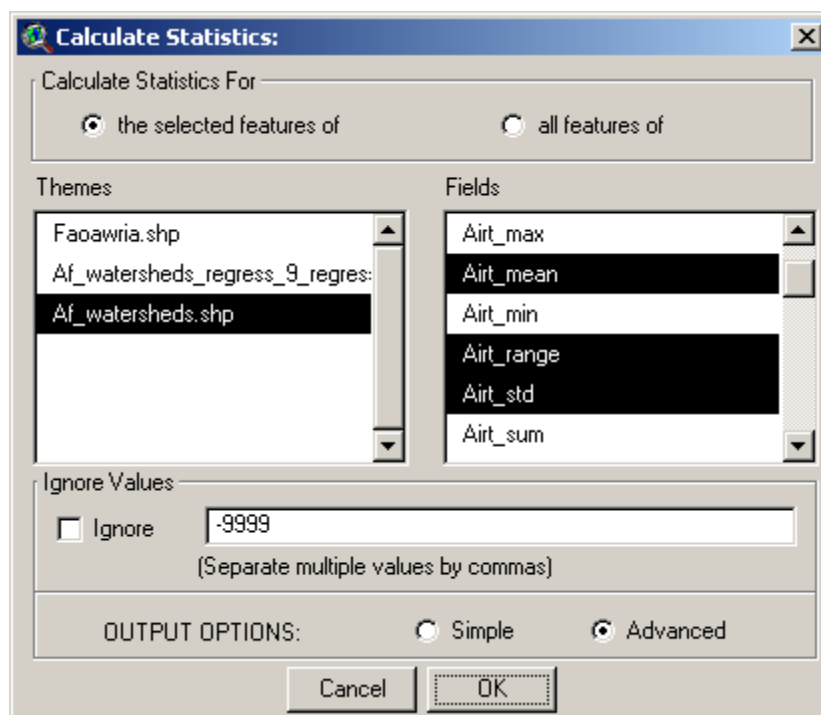 Calculate Statistics:
Calculate Statistics For
the selected features of
all features of
Themes
Fields
Faoawria.shp
Af_watersheds_regress_9_regres
Af_watersheds.shp
Airt_max
Airt_mean
Airt_min
Airt_range
Airt_std
Airt_sum
Ignore Values
Ignore
-9999
(Separate multiple values by commas)
OUTPUT OPTIONS:
Simple
Advanced
Cancel
OK